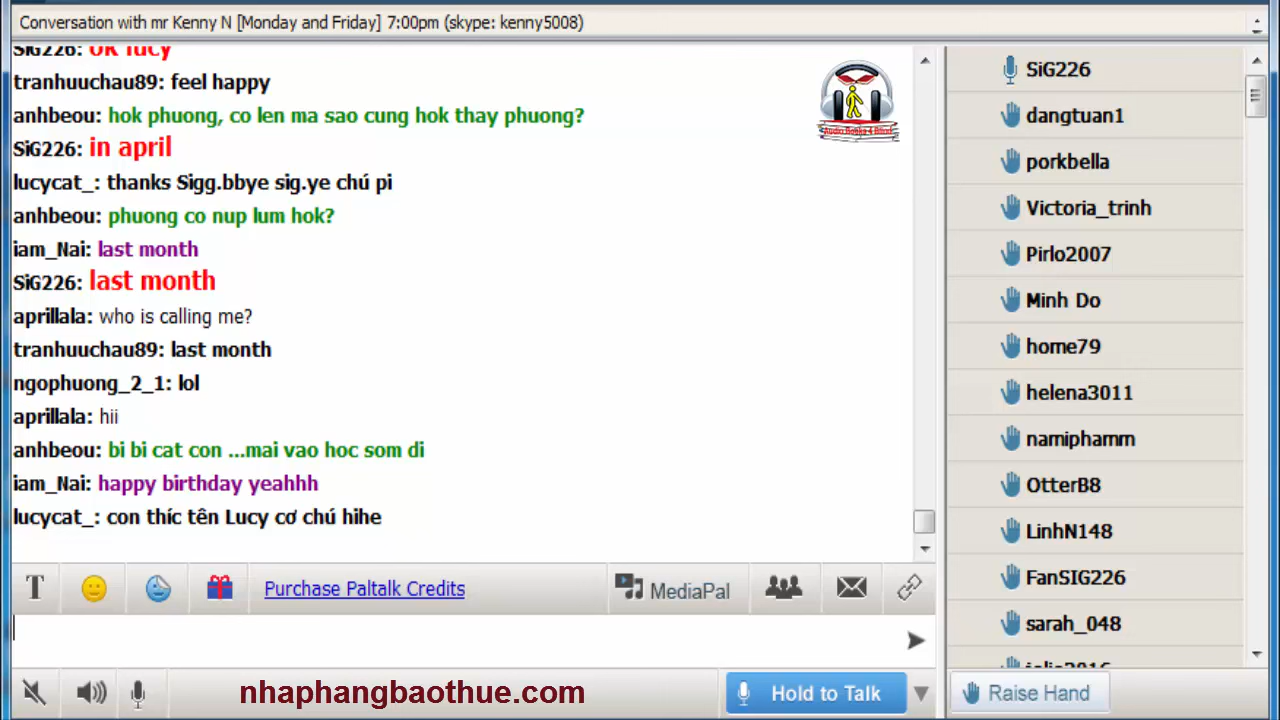 Conversation with mr Kenny N [Monday and Friday] 7:00pm (skype: kenny5008)
SiG226: ok lucy
tranhuuchau89: feel happy
anhbeou: hok phuong, co len ma sao cung hok thay phuong?
SiG226: in april
lucycat_: thanks Sigg.bbye sig.ye chú pi
anhbeou: phuong co nup lum hok?
iam_Nai: last month
SiG226: last month
aprillala: who is calling me?
tranhuuchau89: last month
ngophuong_2_1: lol
aprillala: hii
anhbeou: bi bi cat con ...mai vao hoc som di
iam_Nai: happy birthday yeahhh
lucycat_: con thíc tên Lucy cơ chú hihe
Audio Books 4 Blind
T
Purchase Paltalk Credits
MediaPal
nhaphangbaothue.com
Hold to Talk
SiG226
dangtuan1
porkbella
Victoria_trinh
Pirlo2007
Minh Do
home79
helena3011
namiphamm
OtterB8
LinhN148
FanSIG226
sarah_048
Raise Hand